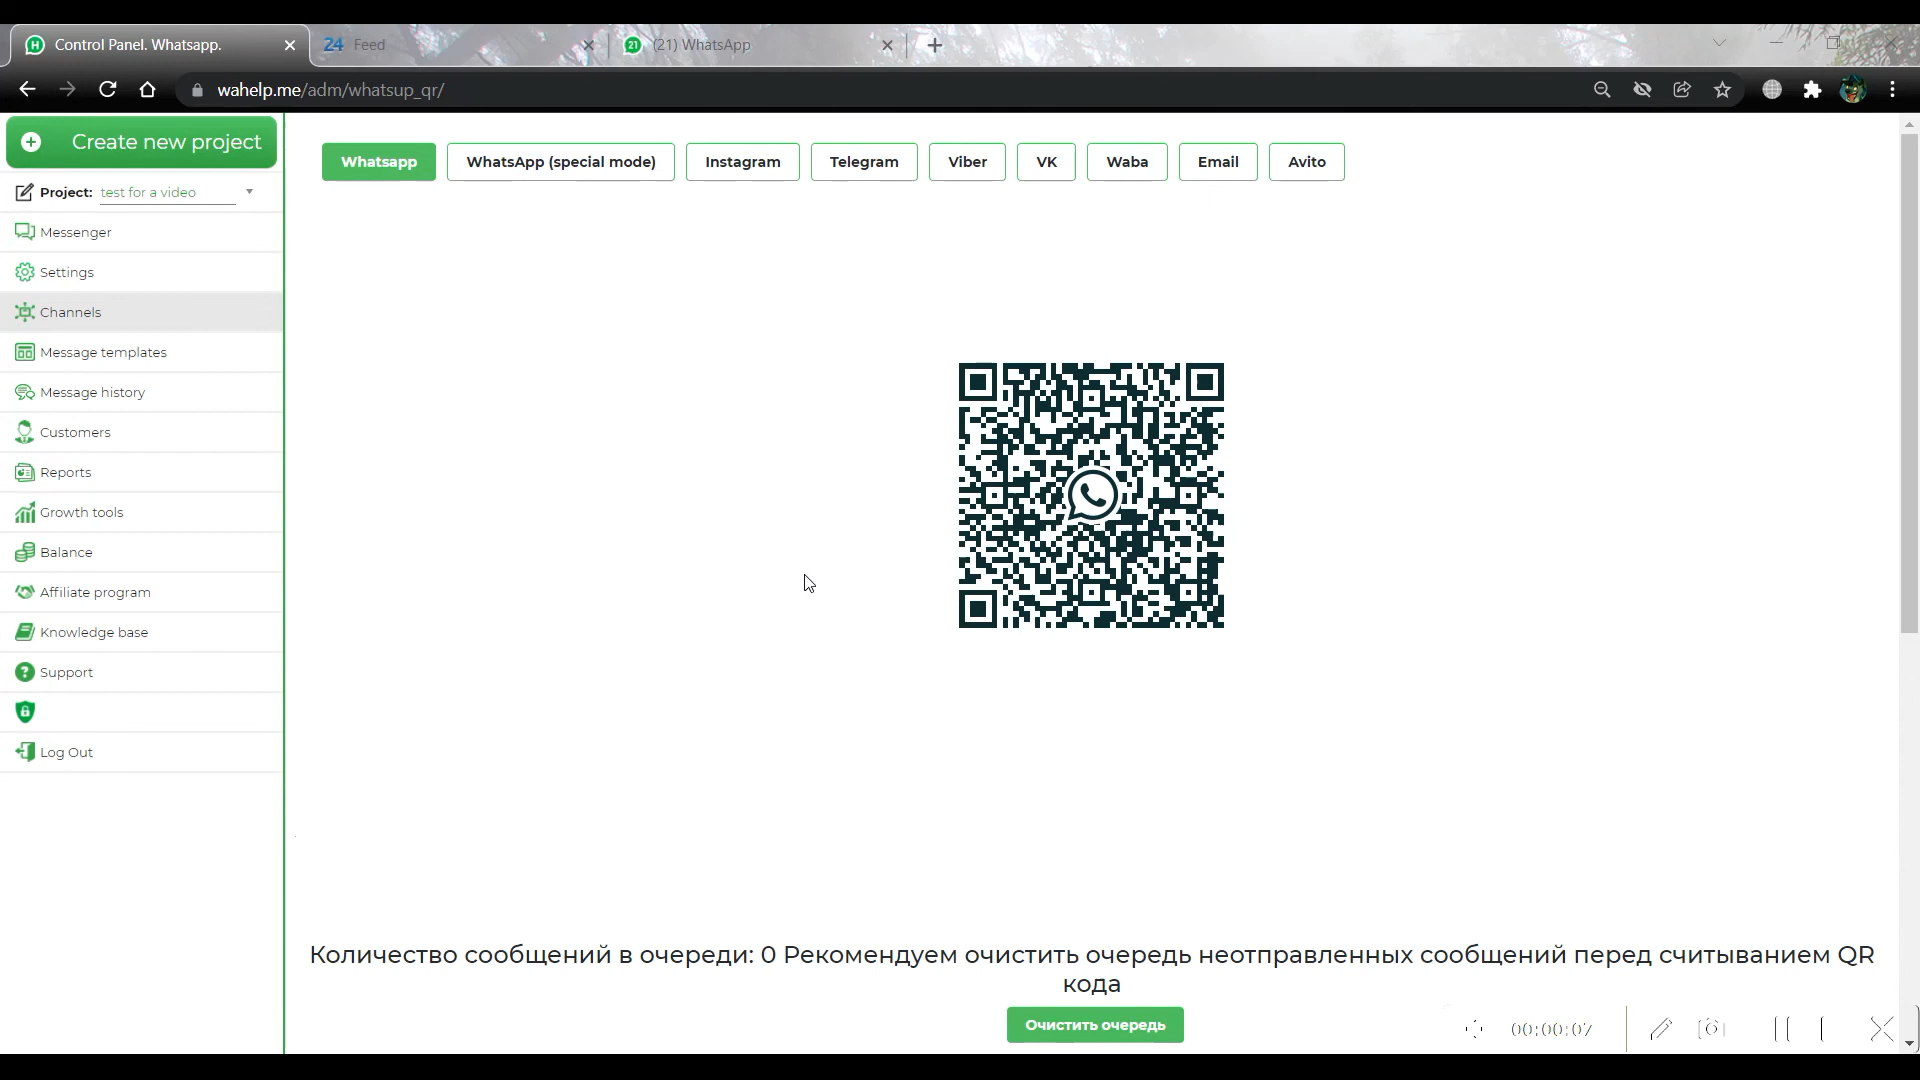 Control Panel. Whatsapp.
24 Feed
21 (21) WhatsApp
wahelp.me/adm/whatsup_qr/
Create new project
Project: test for a video
Messenger
Settings
Channels
Message templates
Message history
Customers
Reports
Growth tools
Balance
Affiliate program
Knowledge base
Support
Log Out
Whatsapp
WhatsApp (special mode)
Instagram
Telegram
Viber
VK
Waba
Email
Avito
Количество сообщений в очереди: 0 Рекомендуем очистить очередь неотправленных сообщений перед считыванием QR
кода
Очистить очередь
00:00:07